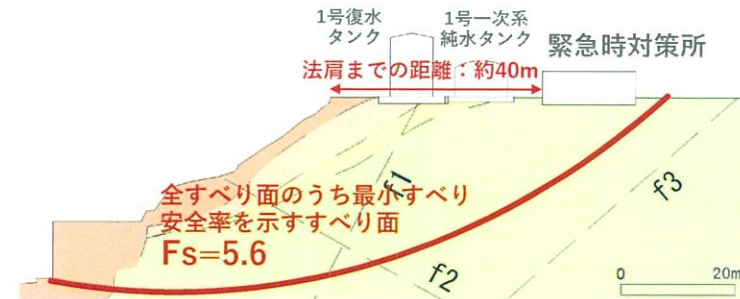 1号復水
タンク
1号一次系
純水タンク
緊急時対策所
法肩までの距離：約40m
f1
f3
全すべり面のうち最小すべり
安全率を示すすべり面
Fs=5.6
f2
0 20m